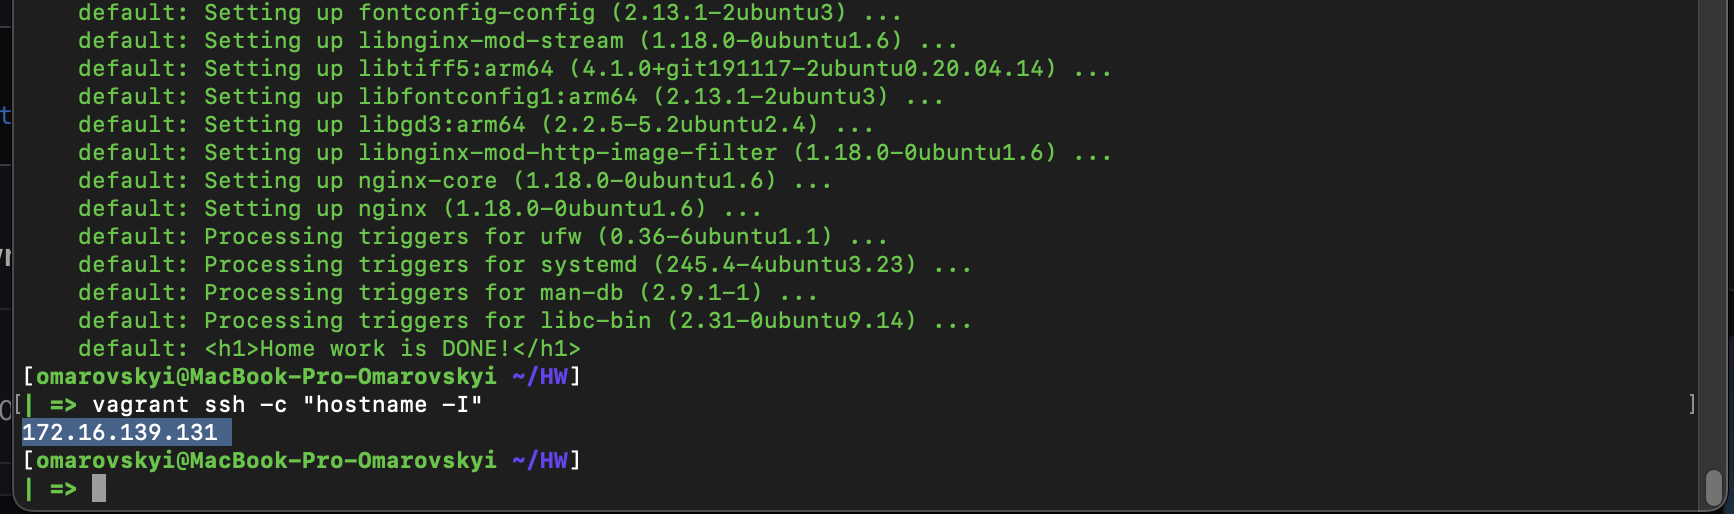 default: Setting up fontconfig-config (2.13.1-2ubuntu3) ...
default: Setting up libnginx-mod-stream (1.18.0-0ubuntu1.6) ...
default: Setting up libtiff5:arm64 (4.1.0+git191117-2ubuntu0.20.04.14) ...
default: Setting up libfontconfig1:arm64 (2.13.1-2ubuntu3) ...
default: Setting up libgd3:arm64 (2.2.5-5.2ubuntu2.4) ...
default: Setting up libnginx-mod-http-image-filter (1.18.0-0ubuntu1.6) ...
default: Setting up nginx-core (1.18.0-0ubuntu1.6) ...
default: Setting up nginx (1.18.0-0ubuntu1.6) ...
default: Processing triggers for ufw (0.36-6ubuntu1.1) ...
default: Processing triggers for systemd (245.4-4ubuntu3.23) ...
default: Processing triggers for man-db (2.9.1-1) ...
default: Processing triggers for libc-bin (2.31-0ubuntu9.14) ...
default: <h1>Home work is DONE!</h1>
[omarovskyi@MacBook-Pro-Omarovskyi ~/HW]
[| => vagrant ssh -c "hostname -I" ]
172.16.139.131
[omarovskyi@MacBook-Pro-Omarovskyi ~/HW]
| =>